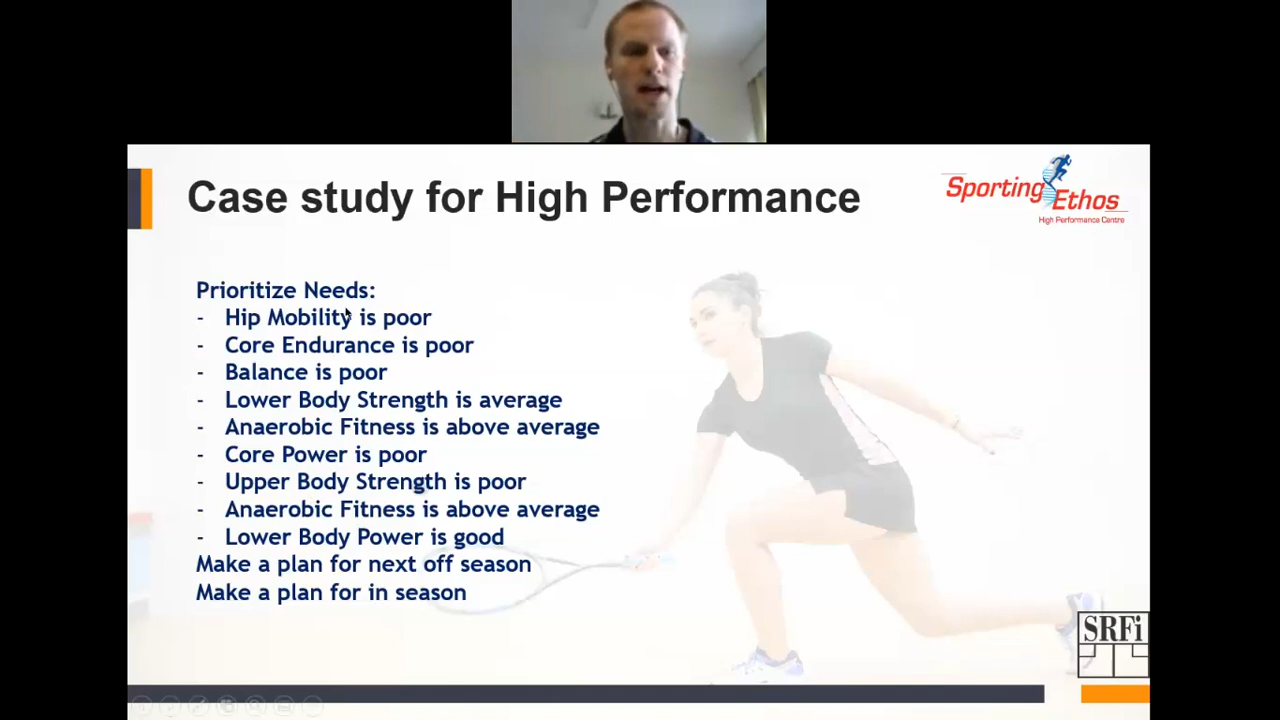 Case study for High Performance
Sporting
Ethos
High Performance Centre
Prioritize Needs:
- Hip Mobility is poor
- Core Endurance is poor
- Balance is poor
- Lower Body Strength is average
- Anaerobic Fitness is above average
- Core Power is poor
- Upper Body Strength is poor
- Anaerobic Fitness is above average
- Lower Body Power is good
Make a plan for next off season
Make a plan for in season
SRFi